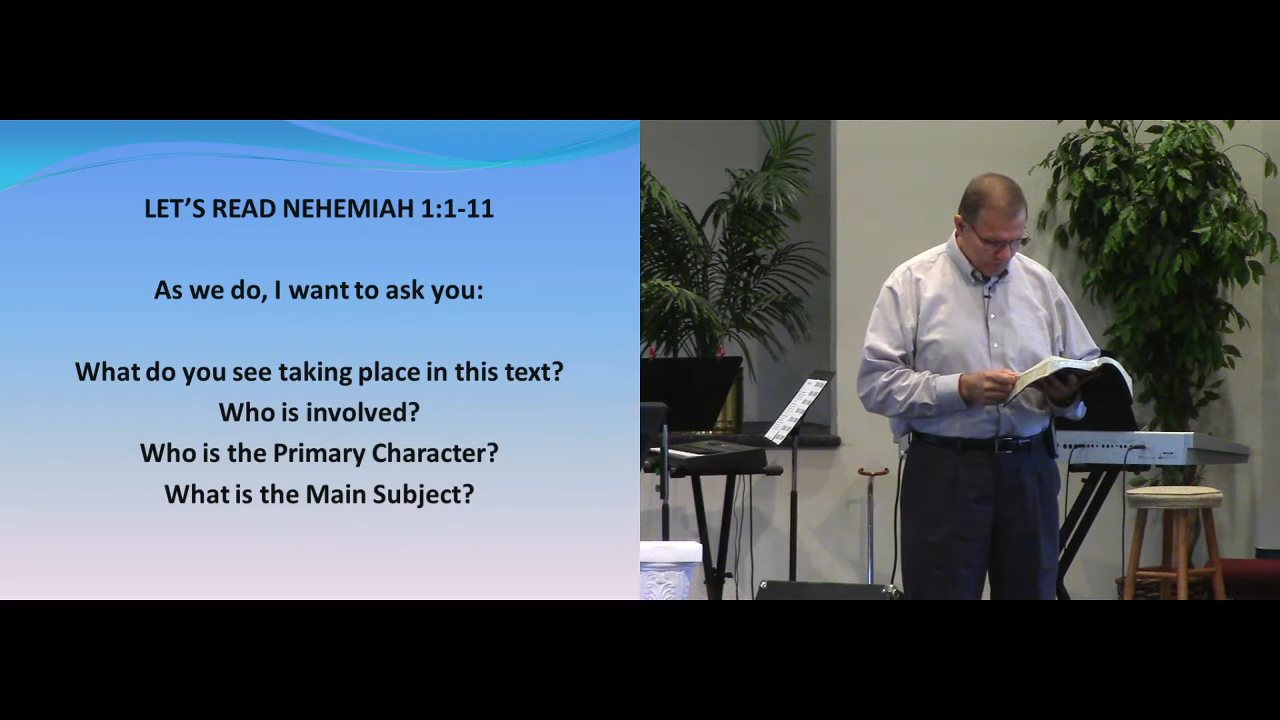 LET’S READ NEHEMIAH 1:1-11
As we do, I want to ask you:
What do you see taking place in this text?
Who is involved?
Who is the Primary Character?
What is the Main Subject?